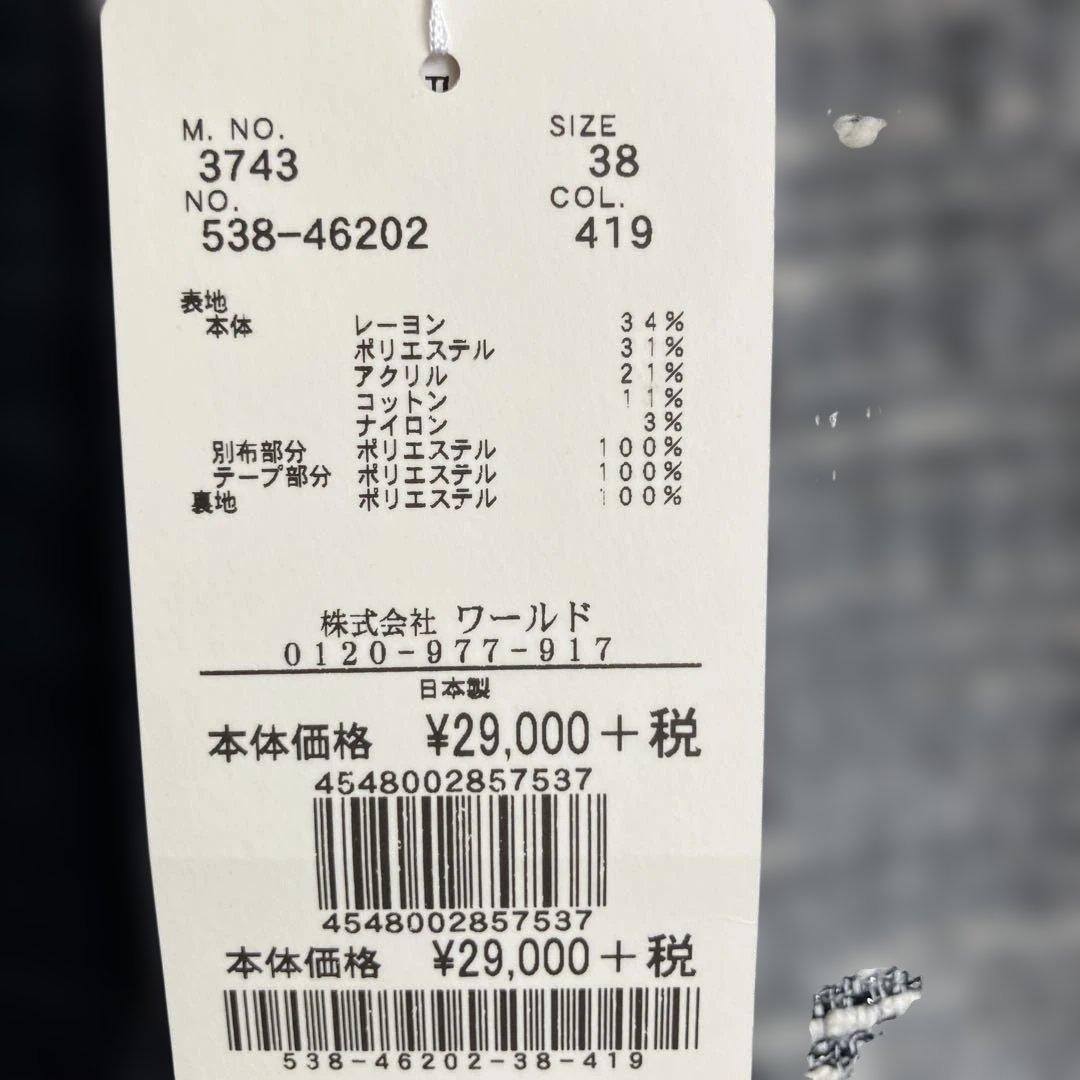 M. NO. SIZE
3743 38
NO. COL.
538-46202 419
表地
本体 レーヨン 34%
ポリエステル 31%
アクリル 21%
コットン 11%
ナイロン 3%
別布部分 ポリエステル 100%
テープ部分 ポリエステル 100%
裏地 ポリエステル 100%
株式会社 ワールド
0120-977-917
日本製
本体価格 ¥29,000+税
4548002857537
4548002857537
本体価格 ¥29,000+税
538-46202-38-419